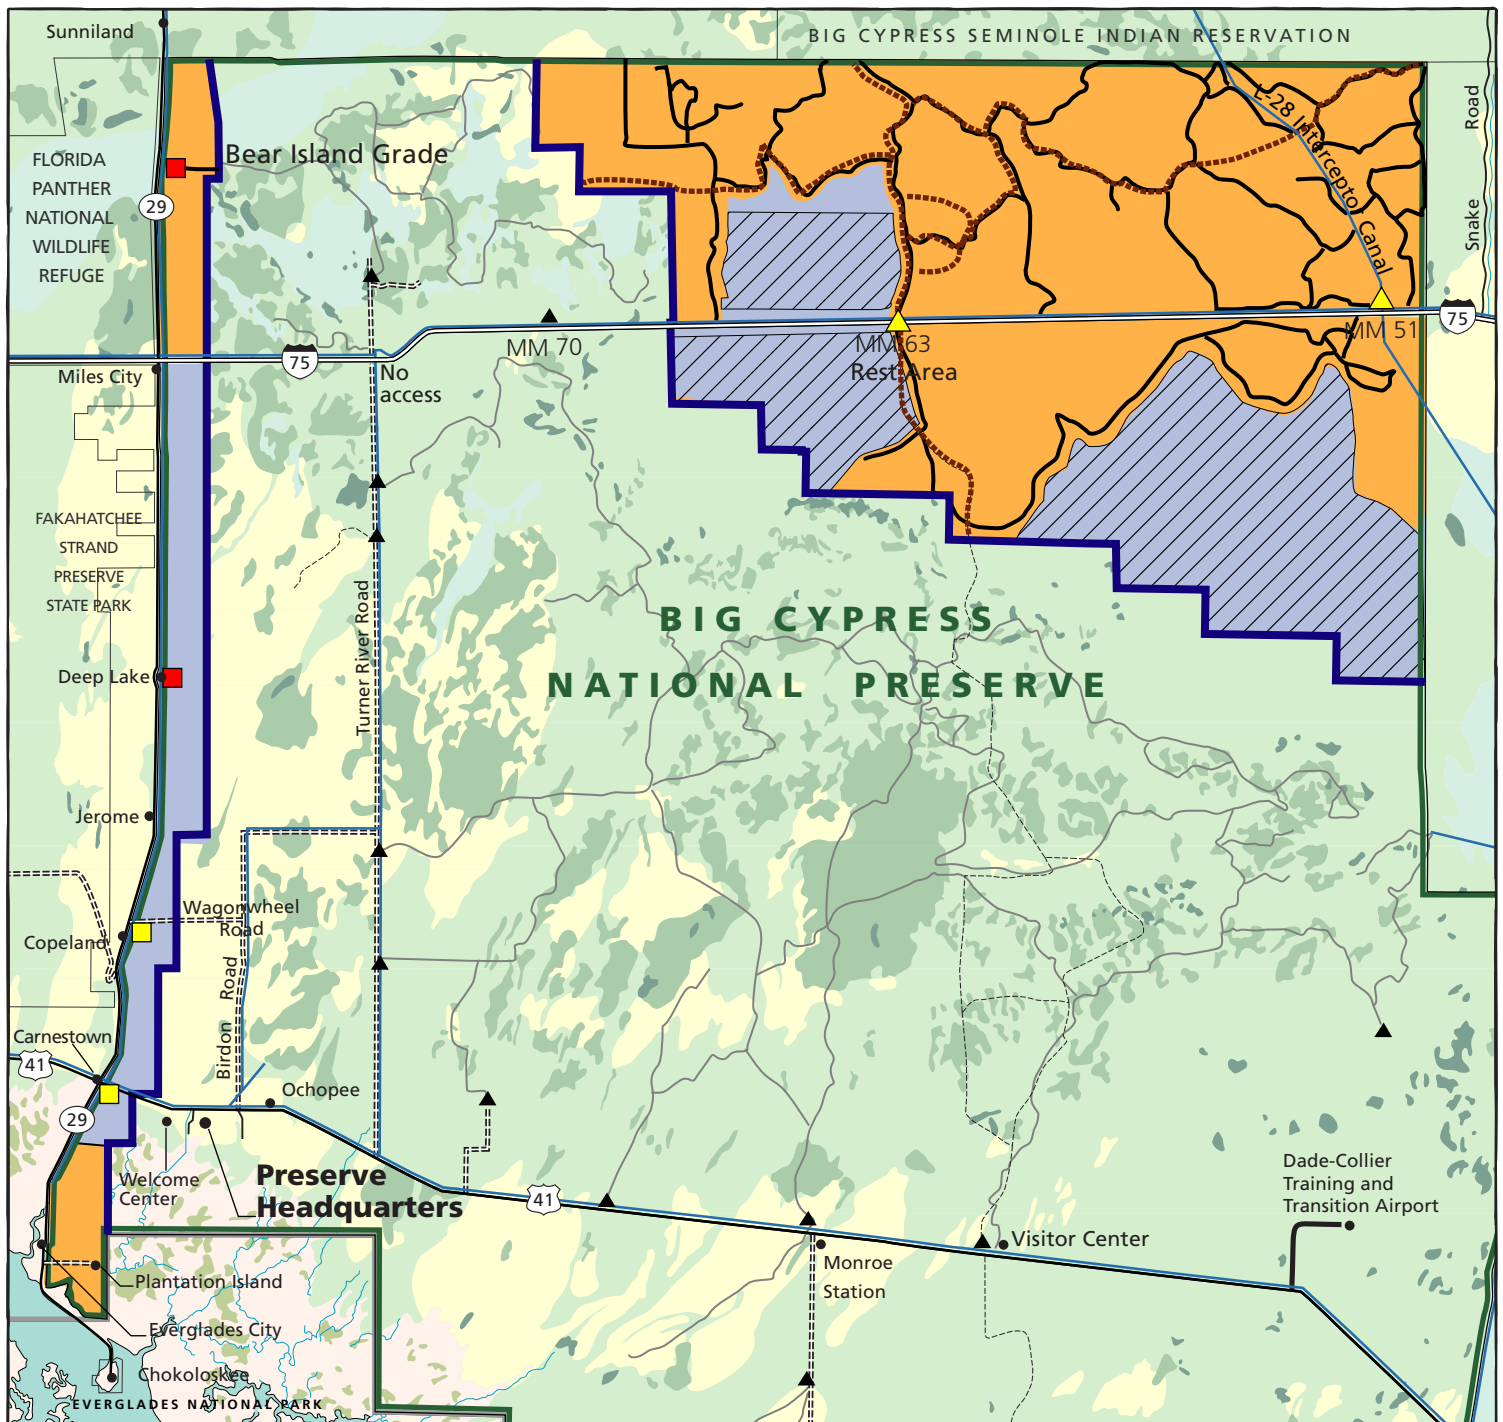 Sunniland
BIG CYPRESS SEMINOLE INDIAN RESERVATION
Road
Snake
L-28 Interceptor Canal
Bear Island Grade
FLORIDA
PANTHER
NATIONAL
WILDLIFE
REFUGE
29
MM 70
MM 63
Rest Area
MM 51
75
75
No
access
Miles City
FAKAHATCHEE
STRAND
PRESERVE
STATE PARK
Turner River Road
BIG CYPRESS
NATIONAL PRESERVE
Deep Lake
Jerome
Wagonwheel
Road
Copeland
Birdon Road
Carnestown
41
Ochopee
29
Welcome
Center
Preserve
Headquarters
41
Dade-Collier
Training and
Transition Airport
Visitor Center
Monroe
Station
Plantation Island
Everglades City
Chokoloskee
EVERGLADES NATIONAL PARK